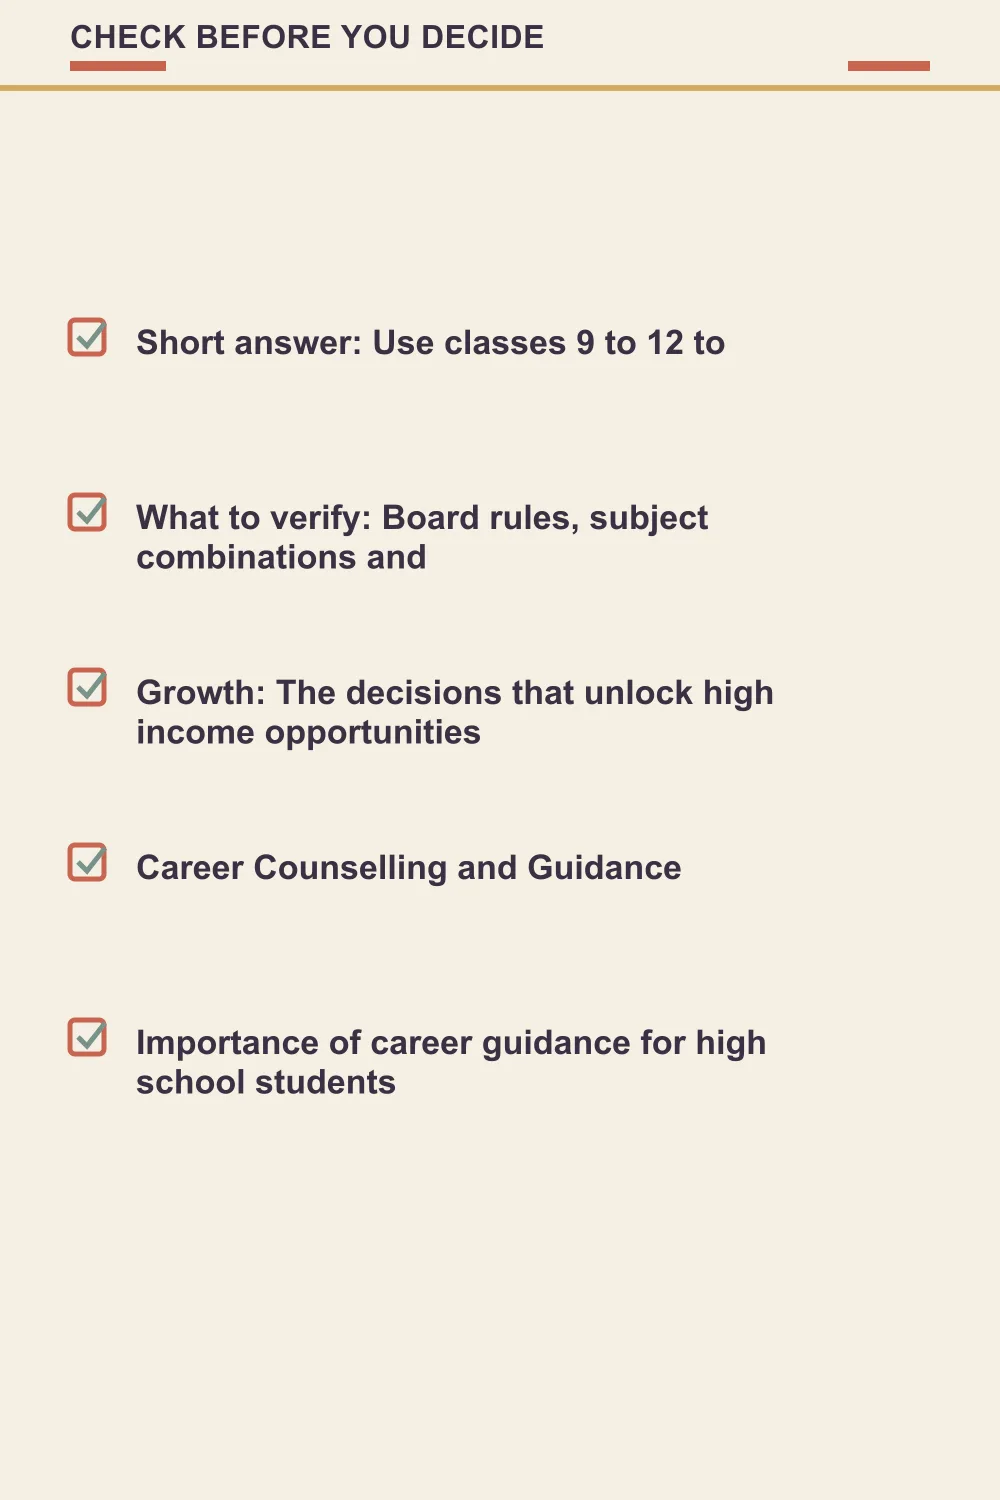 CHECK BEFORE YOU DECIDE
Short answer: Use classes 9 to 12 to
What to verify: Board rules, subject
combinations and
Growth: The decisions that unlock high
income opportunities
Career Counselling and Guidance
Importance of career guidance for high
school students